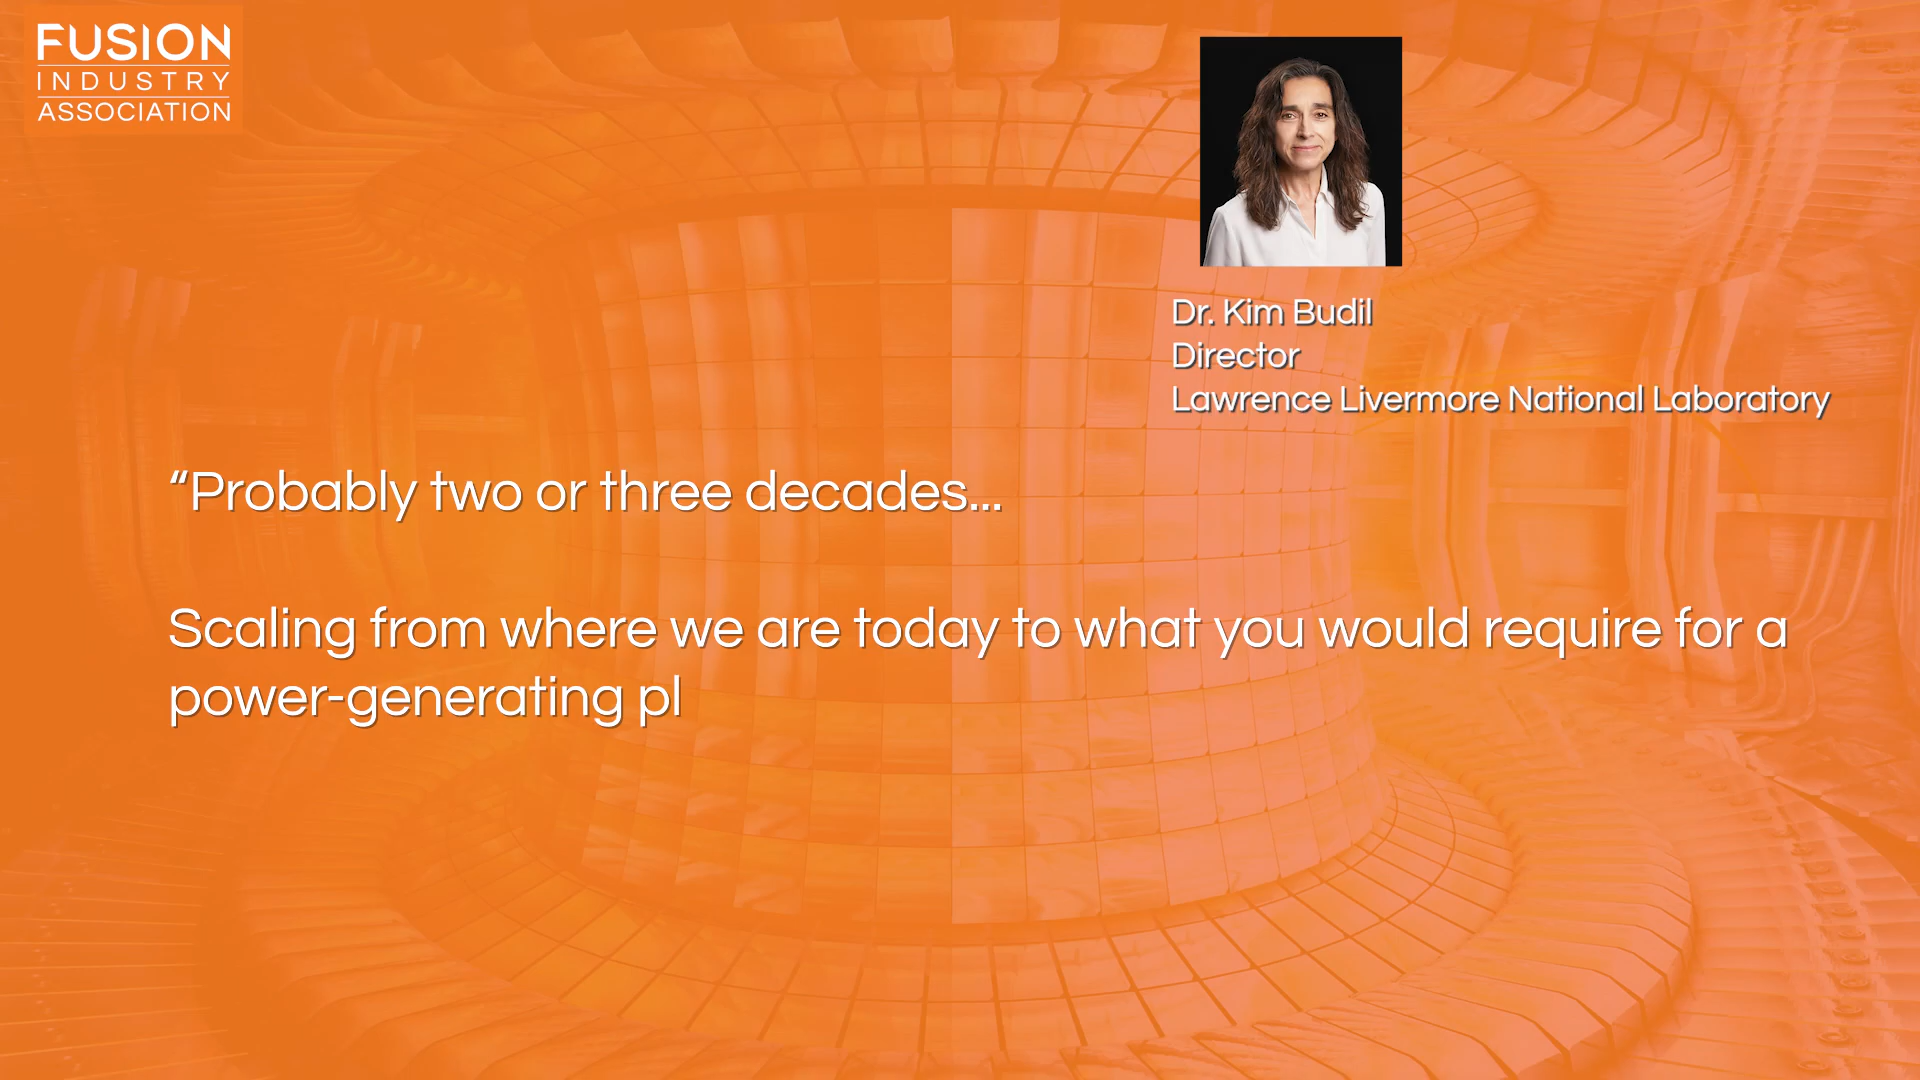 FUSION
INDUSTRY
ASSOCIATION
Dr. Kim Budil
Director
Lawrence Livermore National Laboratory
“Probably two or three decades...
Scaling from where we are today to what you would require for a
power-generating pl